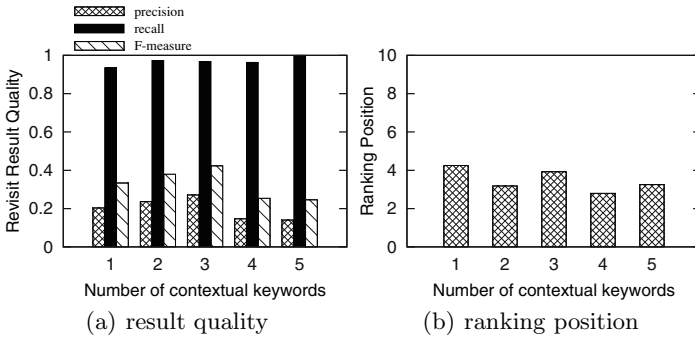 precision
recall
F-measure
1
0.8
0.6
0.4
0.2
0
Revisit Result Quality
1 2 3 4 5
Number of contextual keywords
(a) result quality
10
8
6
4
2
0
Ranking Position
1 2 3 4 5
Number of contextual keywords
(b) ranking position